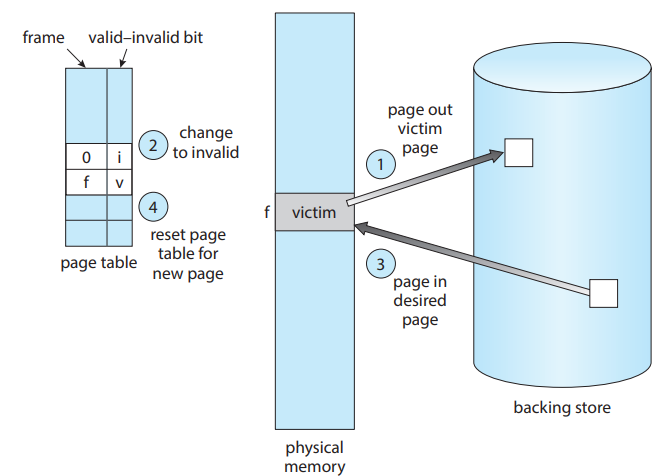 frame
valid–invalid bit
0
i
f
v
2
change
to invalid
4
reset page
table for
new page
page table
f
victim
physical
memory
1
page out
victim
page
3
page in
desired
page
backing store